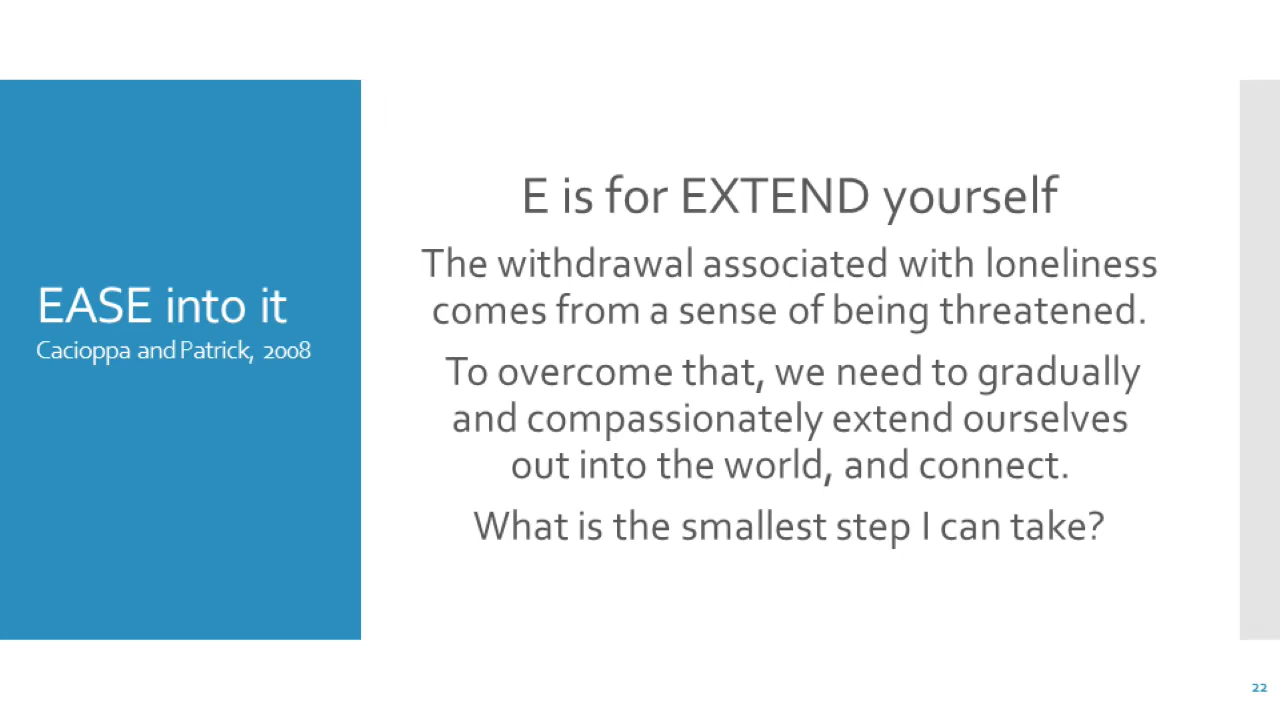 EASE into it
Cacioppa and Patrick, 2008
E is for EXTEND yourself
The withdrawal associated with loneliness
comes from a sense of being threatened.
To overcome that, we need to gradually
and compassionately extend ourselves
out into the world, and connect.
What is the smallest step I can take?
22